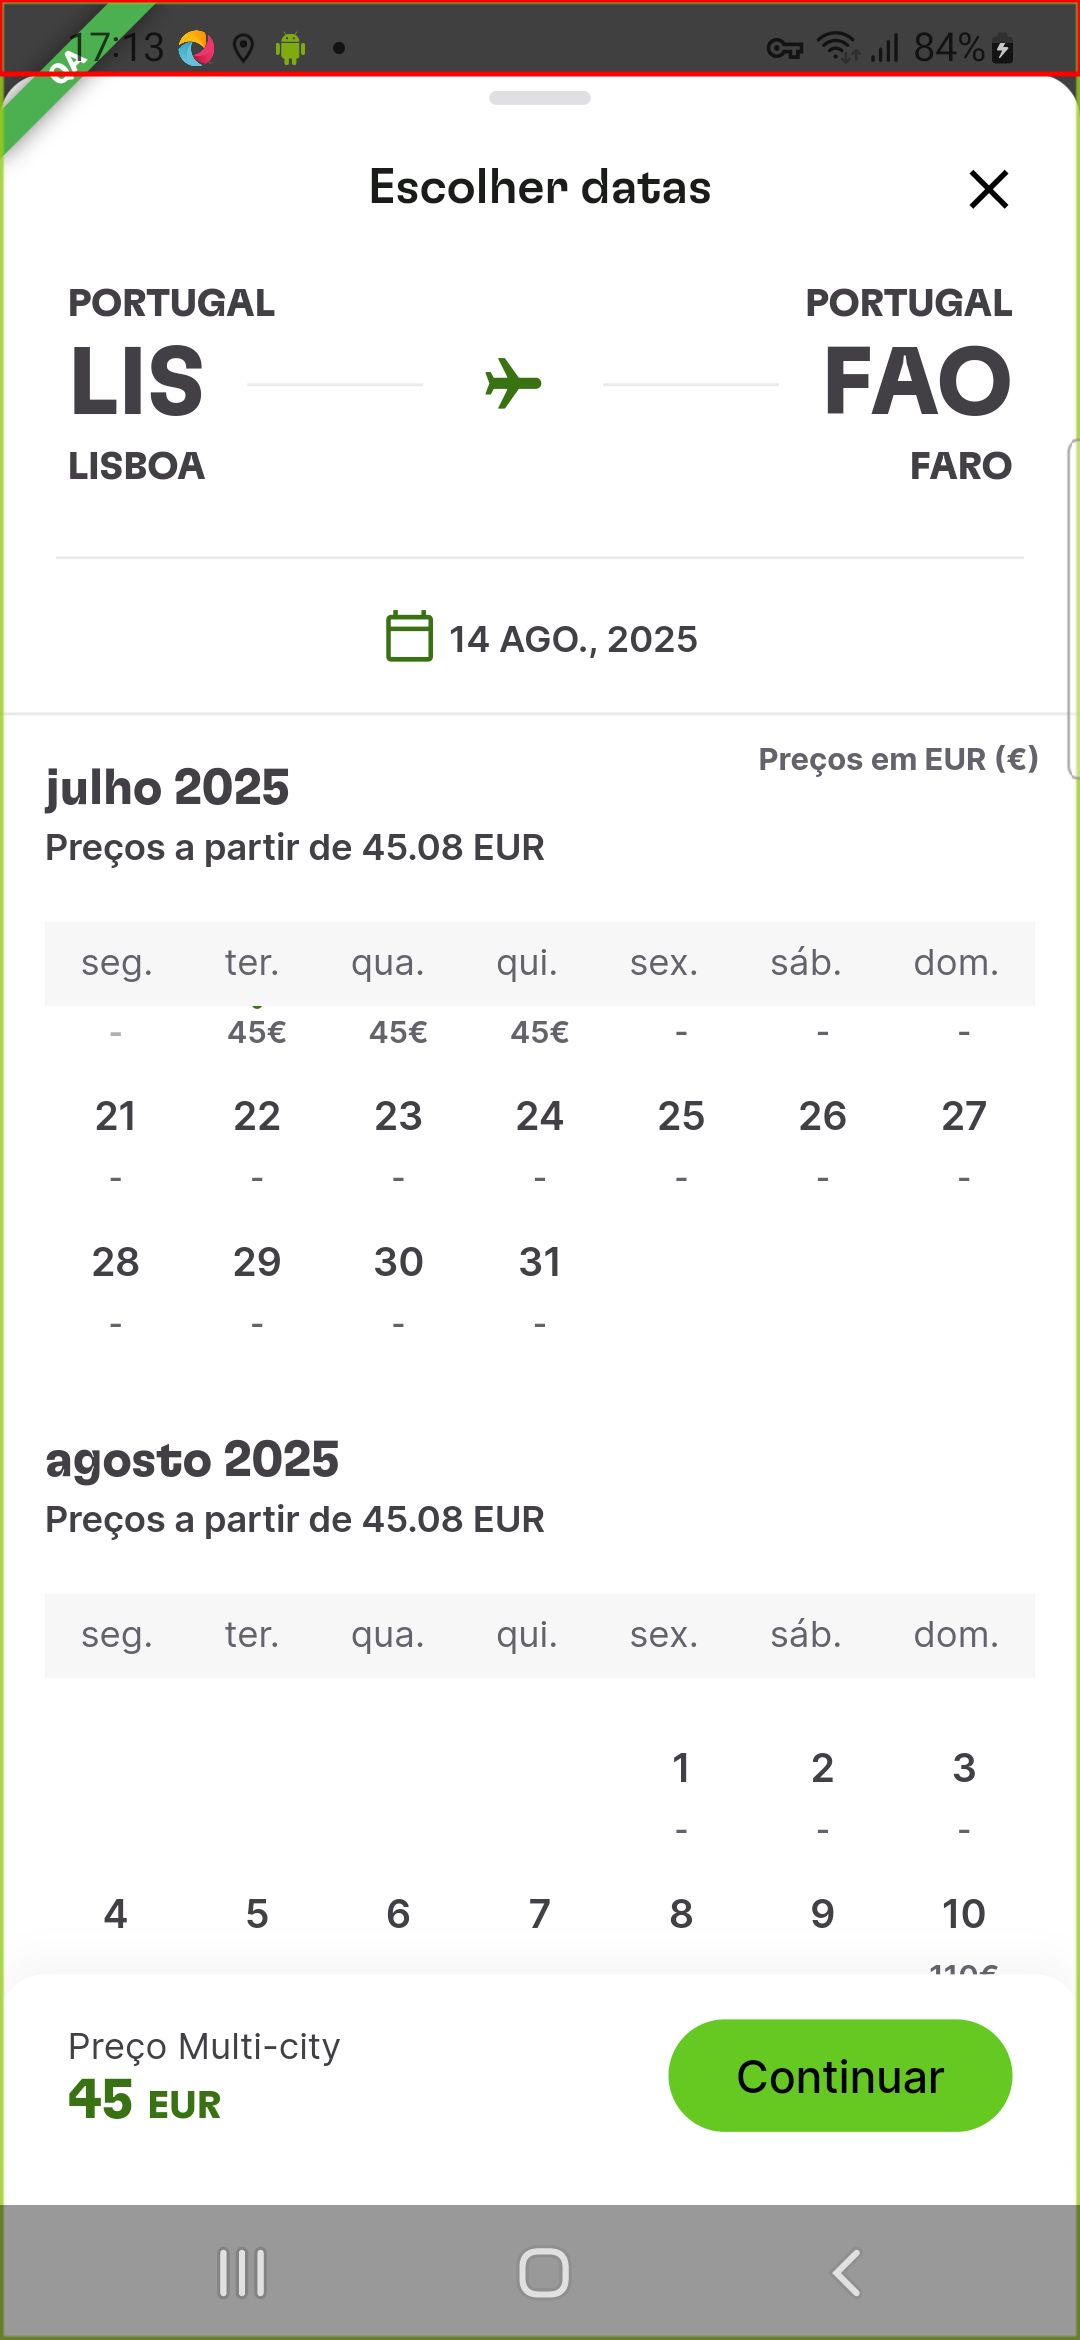 17:13
84%
QA
Escolher datas
PORTUGAL PORTUGAL
LIS FAO
LISBOA FARO
14 AGO., 2025
Preços em EUR (€)
julho 2025
Preços a partir de 45.08 EUR
seg. ter. qua. qui. sex. sáb. dom.
- 45€ 45€ 45€ - - -
21 22 23 24 25 26 27
- - - - - - -
28 29 30 31
- - - -
agosto 2025
Preços a partir de 45.08 EUR
seg. ter. qua. qui. sex. sáb. dom.
1 2 3
- - -
4 5 6 7 8 9 10
110€
Preço Multi-city
45 EUR
Continuar